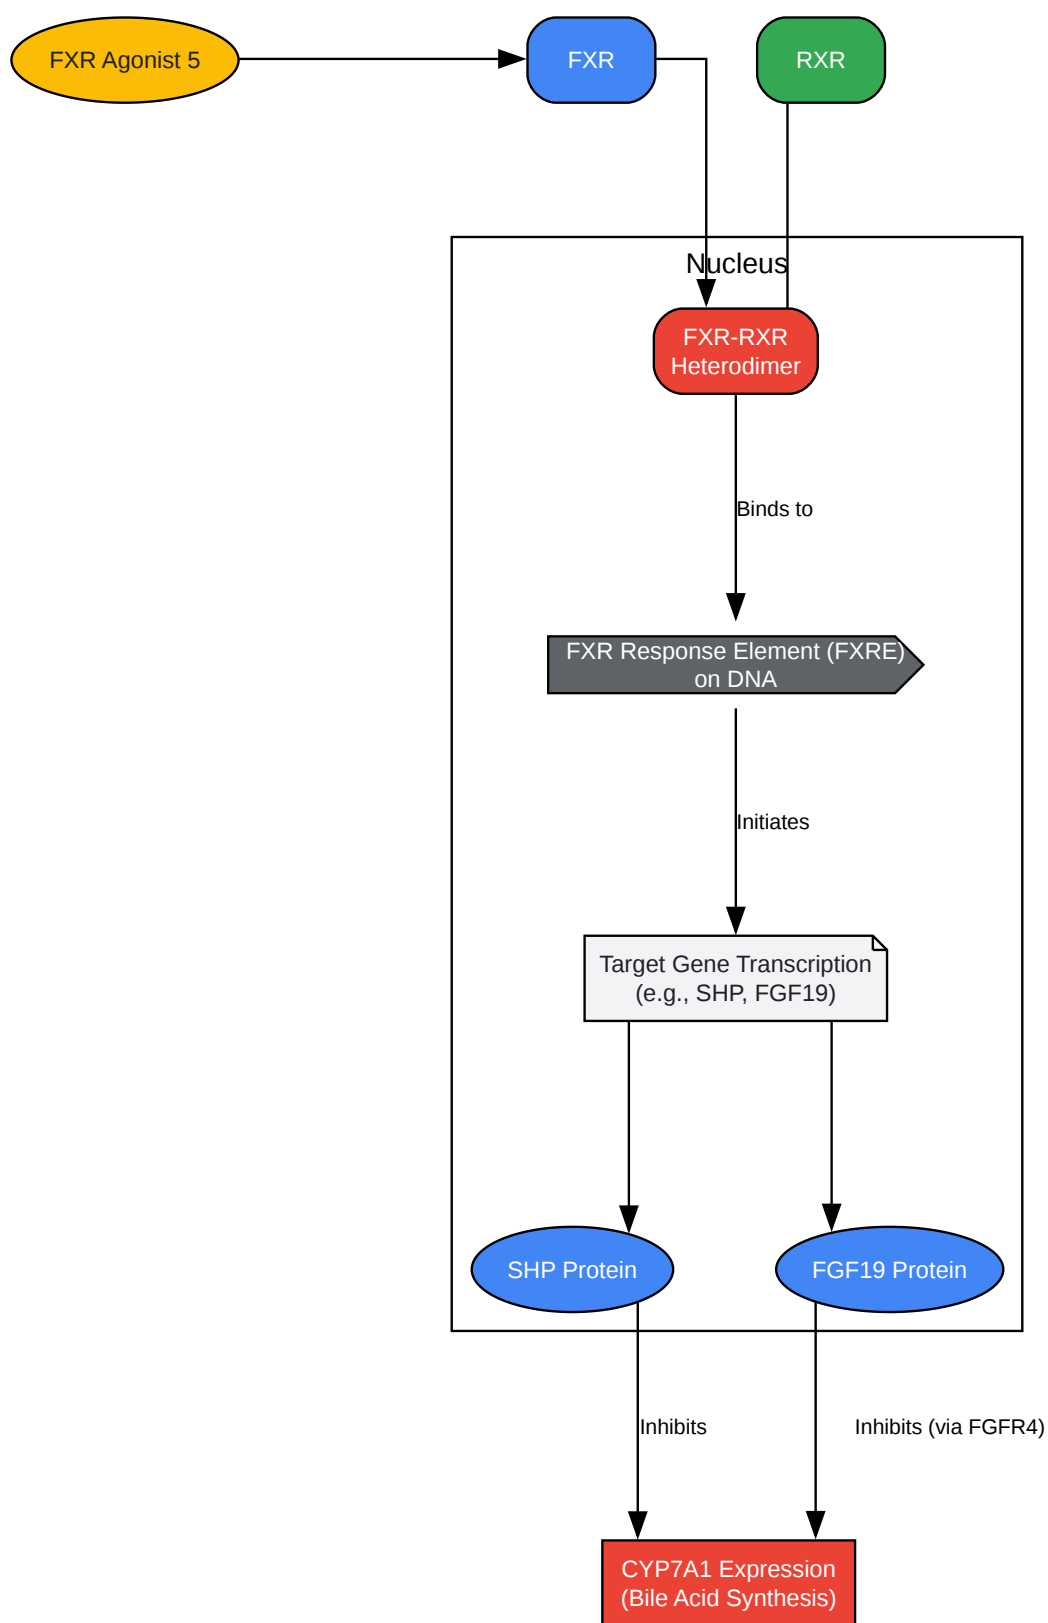 FXR Agonist 5
FXR
RXR
Nucleus
FXR-RXR
Heterodimer
Binds to
FXR Response Element (FXRE)
on DNA
Initiates
Target Gene Transcription
(e.g., SHP, FGF19)
SHP Protein
FGF19 Protein
Inhibits
Inhibits (via FGFR4)
CYP7A1 Expression
(Bile Acid Synthesis)